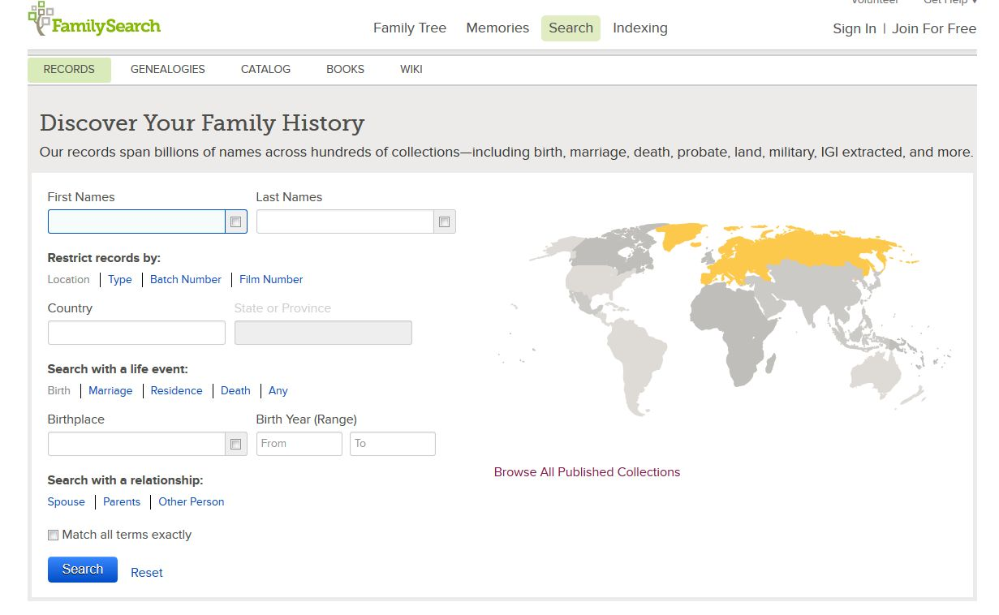 Volunteer Get Help
FamilySearch
Family Tree Memories Search Indexing
Sign In | Join For Free
RECORDS GENEALOGIES CATALOG BOOKS WIKI
Discover Your Family History
Our records span billions of names across hundreds of collections—including birth, marriage, death, probate, land, military, IGI extracted, and more.
First Names Last Names
Restrict records by:
Location | Type | Batch Number | Film Number
Country State or Province
Search with a life event:
Birth | Marriage | Residence | Death | Any
Birthplace Birth Year (Range)
From To
Browse All Published Collections
Search with a relationship:
Spouse | Parents | Other Person
Match all terms exactly
Search Reset